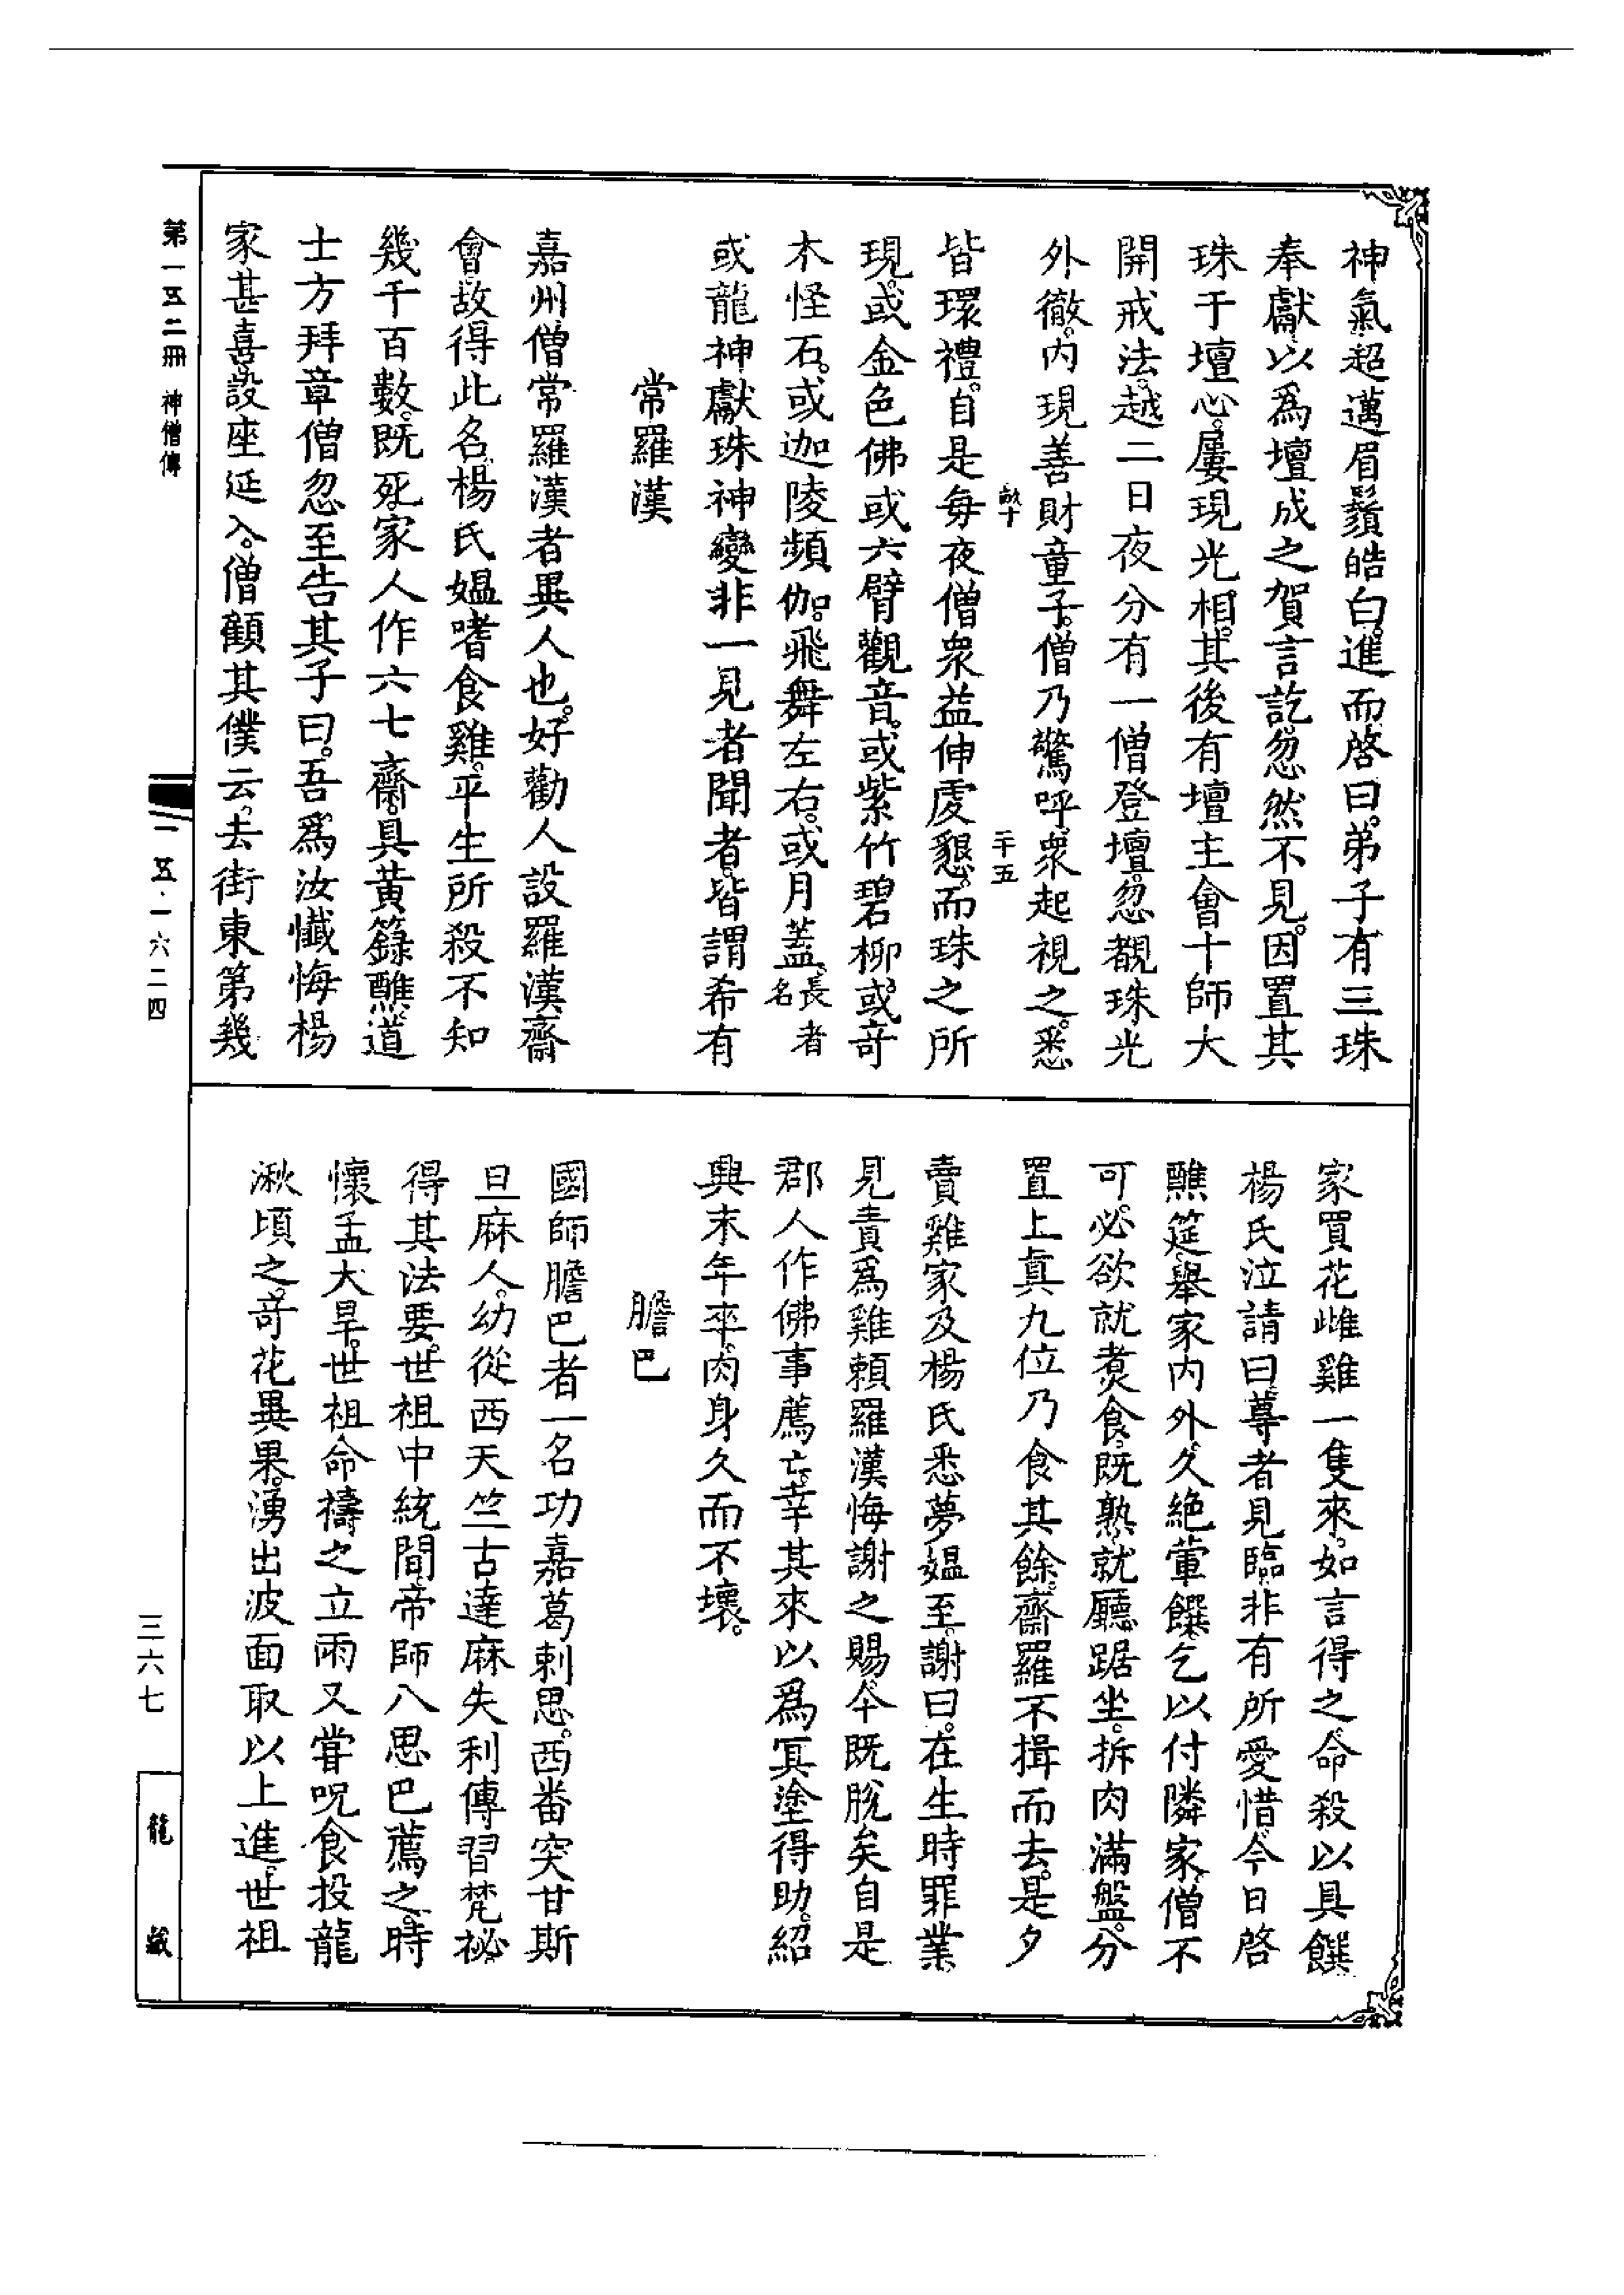 神氣超邁眉鬚皓白。進而啓曰。弟子有三珠
奉獻以爲壇成之賀言訖忽然不見。因置其
珠于壇心。屢現光相。其後有壇主會十師大
開戒法。越二日夜分有一僧登壇。忽覩珠光
外徹。内現善財童子。僧乃驚呼。衆起視之。悉
畝十
二十五
皆環禮。自是每夜僧衆益伸虔懇。而珠之所
現。或金色佛或六臂觀音。或紫竹碧柳。或奇
木怪石。或迦陵頻伽。飛舞左右。或月蓋。長者名
或龍神獻珠神變非一見者聞者。皆謂希有
常羅漢
嘉州僧常羅漢者異人也。好勸人設羅漢齋
會。故得此名。楊氏媼嗜食雞。平生所殺不知
幾千百數。既死。家人作六七齋。具黃籙醮。道
士方拜章僧忽至告其子曰。吾爲汝懺悔楊
家甚喜。設座延入。僧顧其僕云。去街東第幾
家買花雌雞一隻來。如言得之。命殺以具饌
楊氏泣請曰。尊者見臨非有所愛惜。今日啓
醮筵。舉家内外久絕葷饌。乞以付隣家。僧不
可。必欲就煑食。既熟。就廳踞坐。拆肉滿盤。分
置上眞九位乃食其餘。齋羅不揖而去。是夕
賣雞家及楊氏悉夢媼至。謝曰。在生時罪業
見責爲雞賴羅漢悔謝之賜今既脫矣自是
郡人作佛事薦亡。幸其來以爲冥塗得助。紹
興末年卒。肉身久而不壞。
膽巴
國師膽巴者一名功嘉葛剌思。西番突甘斯
旦麻人。幼從西天竺古達麻失利傳習梵祕
得其法要。世祖中統間。帝師八思巴薦之。時
懷孟大旱。世祖命禱之立雨又甞呪食投龍
湫頃之。奇花異果。湧出波面取以上進。世祖
第一五二冊 神僧傳
一五·一六二四
三六七
龍藏